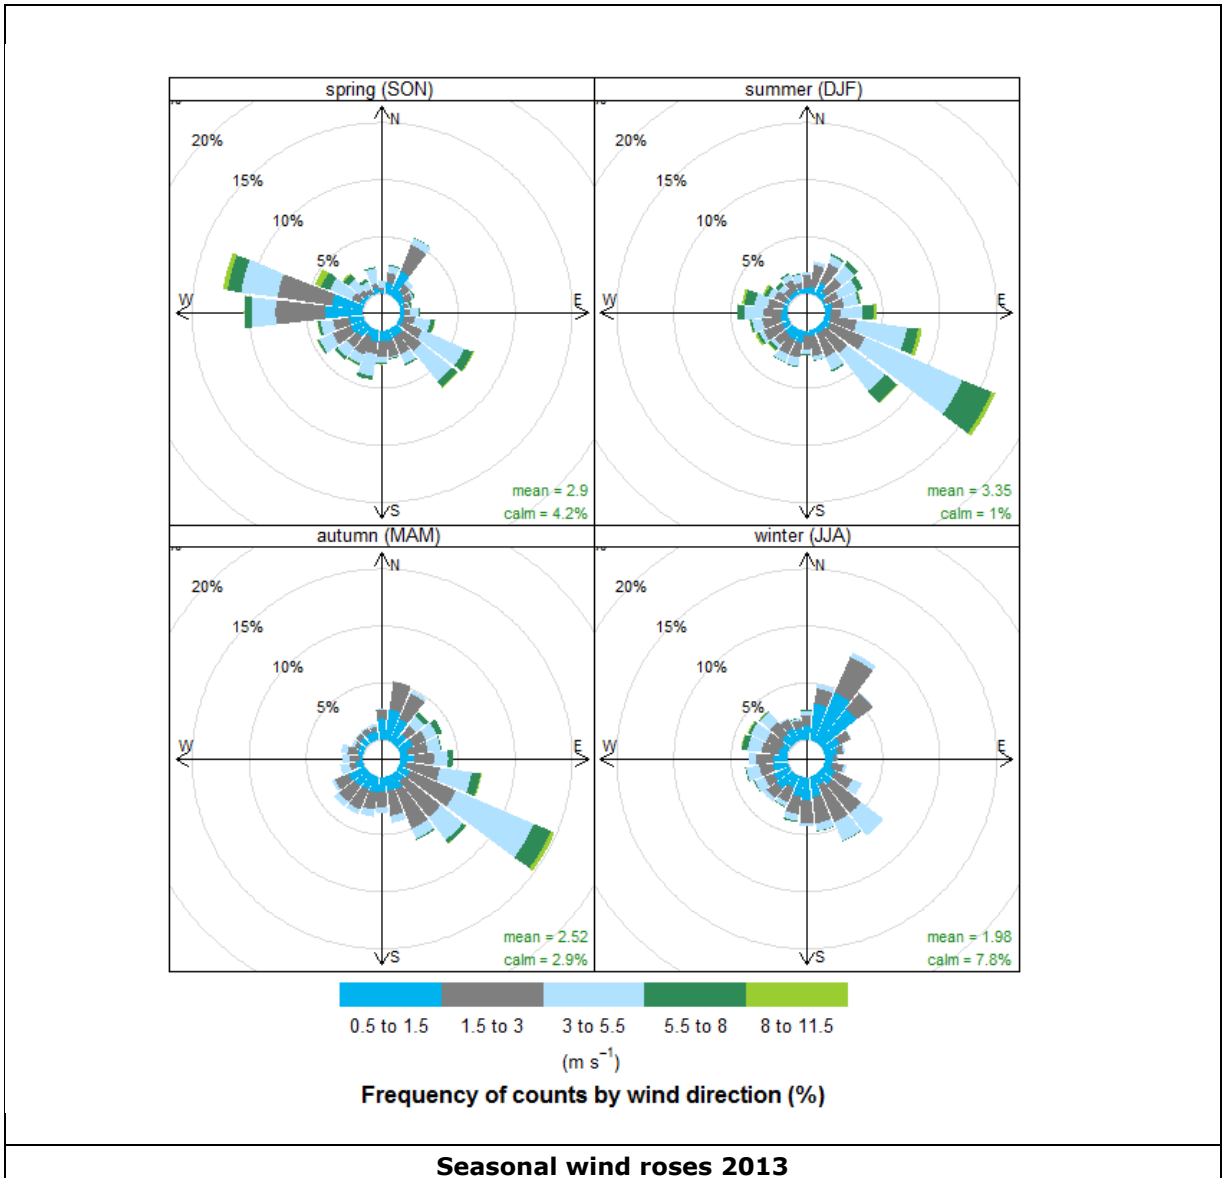 spring (SON)
N
20%
15%
10%
5%
W
E
S
mean = 2.9
calm = 4.2%
summer (DJF)
N
20%
15%
10%
5%
W
E
S
mean = 3.35
calm = 1%
autumn (MAM)
N
20%
15%
10%
5%
W
E
S
mean = 2.52
calm = 2.9%
winter (JJA)
N
20%
15%
10%
5%
W
E
S
mean = 1.98
calm = 7.8%
0.5 to 1.5 1.5 to 3 3 to 5.5 5.5 to 8 8 to 11.5
(m s⁻¹)
Frequency of counts by wind direction (%)
Seasonal wind roses 2013